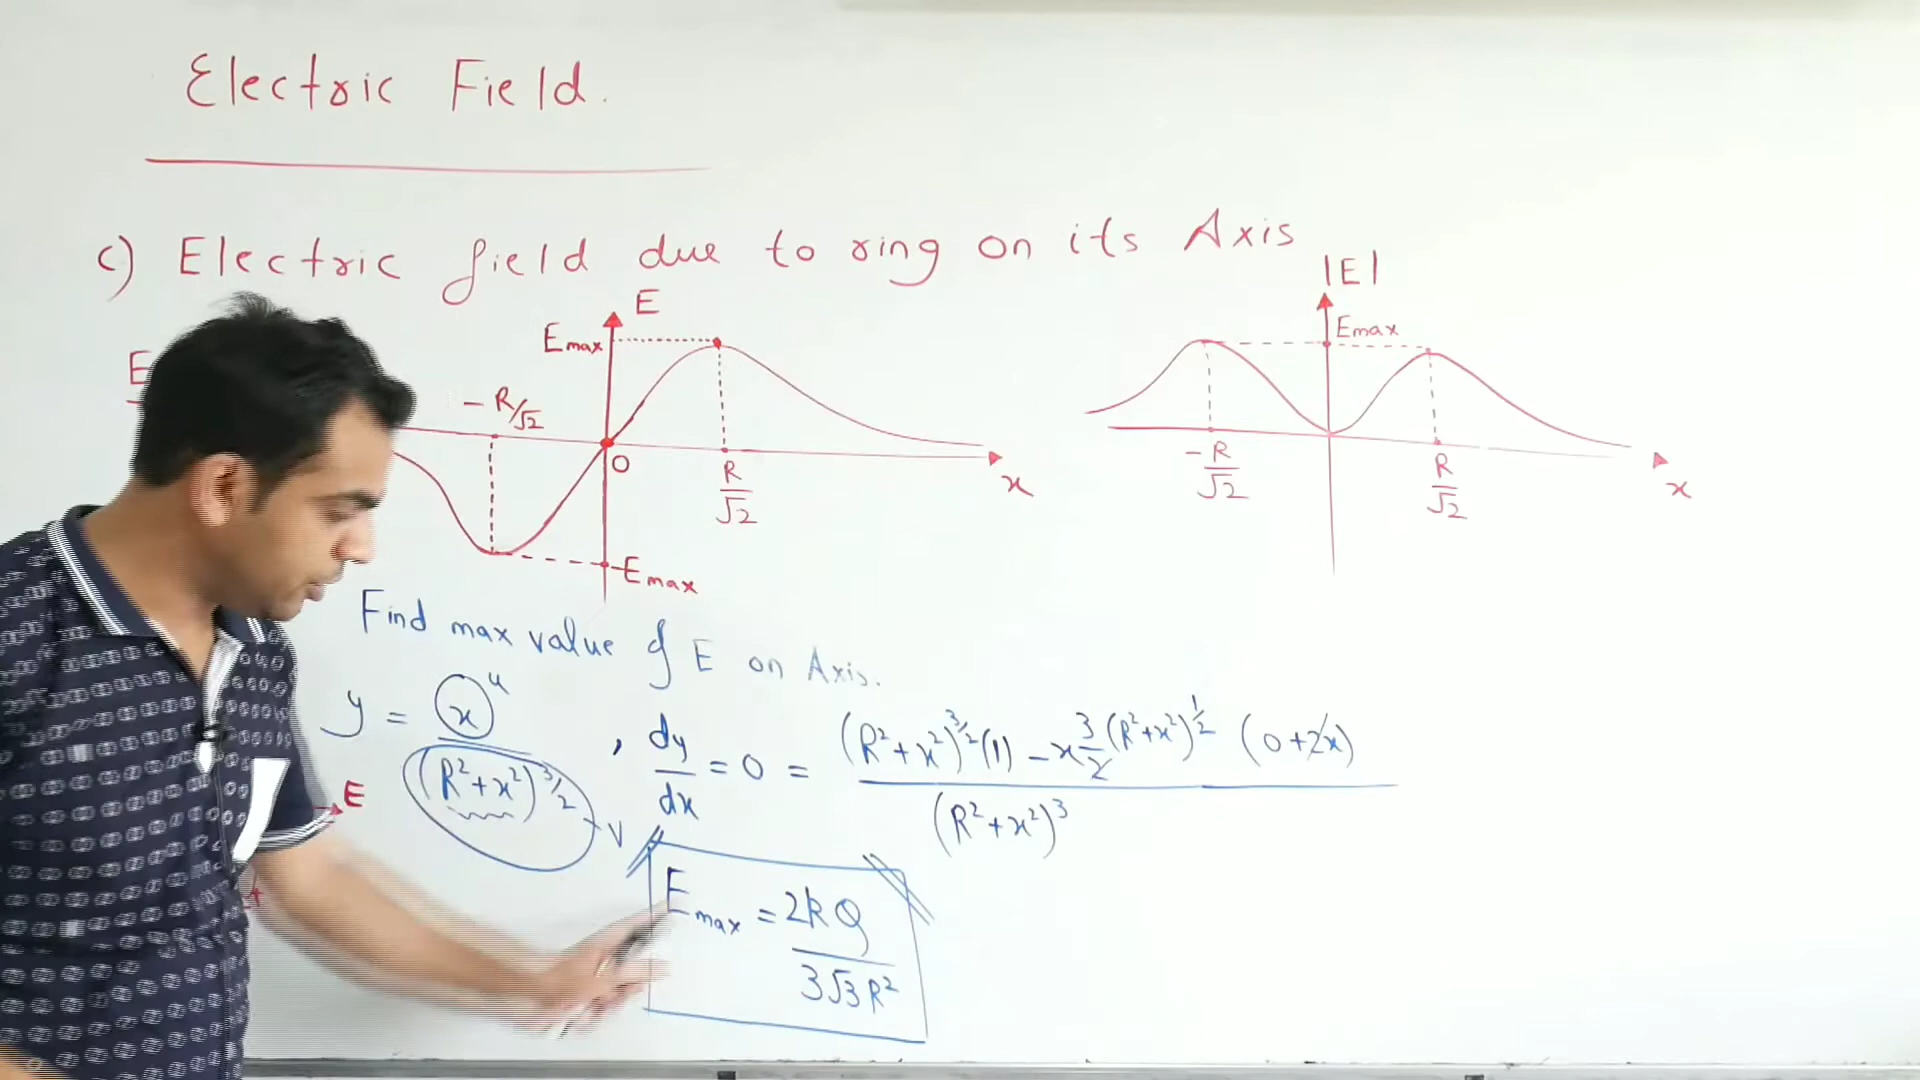 Electric Field.
c) Electric field due to ring on its Axis
E
Emax
-R/√2
O
R/√2
x
-Emax
|E|
Emax
-R/√2
R/√2
x
E
Find max value of E on Axis.
y = x / (R²+x²)^3/2 , dy/dx = 0 = (R²+x²)^3/2 (1) - x 3/2 (R²+x²)^1/2 (0+2x) / (R²+x²)³
u
v
E
Emax = 2kQ / 3√3R²
+